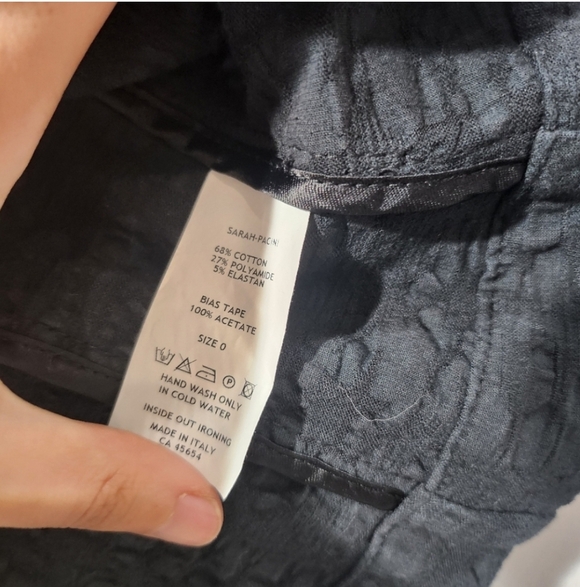 SARAH-PACINI
68% COTTON
27% POLYAMIDE
5% ELASTAN
BIAS TAPE
100% ACETATE
SIZE 0
P
HAND WASH ONLY
IN COLD WATER
INSIDE OUT IRONING
MADE IN ITALY
CA 45654